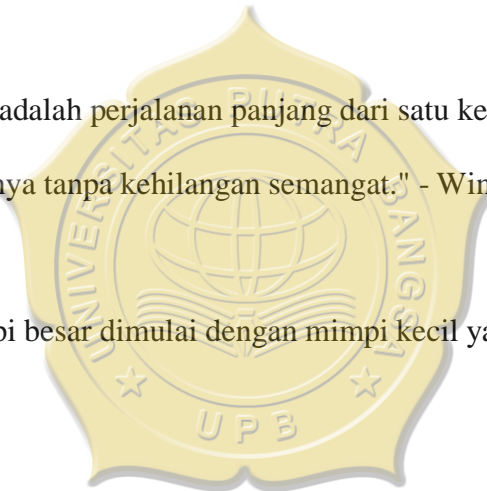 adalah perjalanan panjang dari satu ke
nya tanpa kehilangan semangat." - Win
pi besar dimulai dengan mimpi kecil ya
UNIVERSITAS PUTRA BANGSA
UPB